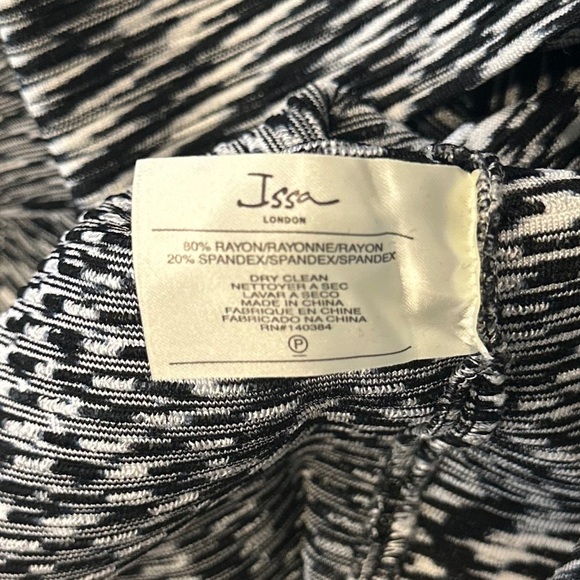 Issa
LONDON
80% RAYON/RAYONNE/RAYON
20% SPANDEX/SPANDEX/SPANDEX
DRY CLEAN
NETTOYER A SEC
LAVAR A SECO
MADE IN CHINA
FABRIQUE EN CHINE
FABRICADO NA CHINA
RN#140384
P